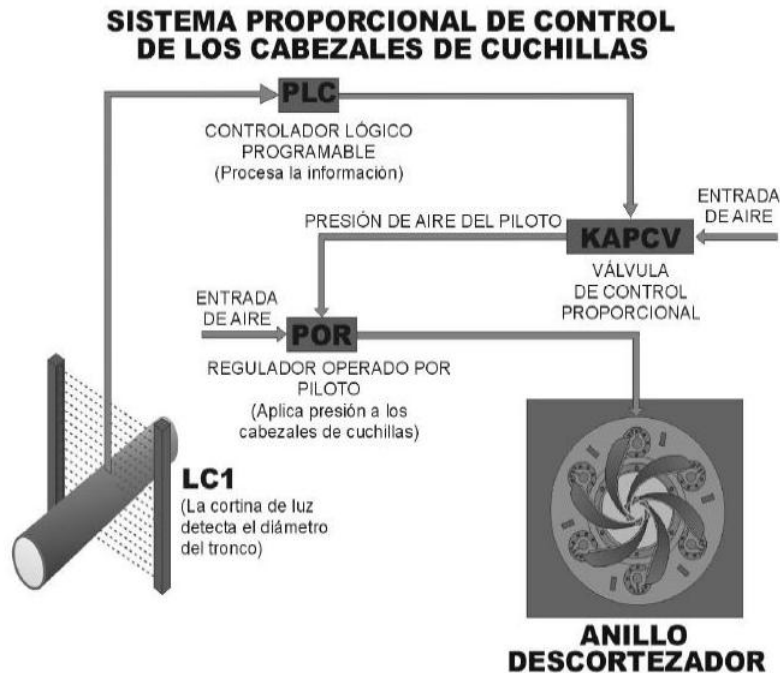 SISTEMA PROPORCIONAL DE CONTROL
DE LOS CABEZALES DE CUCHILLAS
PLC
CONTROLADOR LÓGICO
PROGRAMABLE
(Procesa la información)
PRESIÓN DE AIRE DEL PILOTO
KAPCV
ENTRADA
DE AIRE
VÁLVULA
DE CONTROL
PROPORCIONAL
ENTRADA
DE AIRE
POR
REGULADOR OPERADO POR
PILOTO
(Aplica presión a los
cabezales de cuchillas)
LC1
(La cortina de luz
detecta el diámetro
del tronco)
ANILLO
DESCORTEZADOR